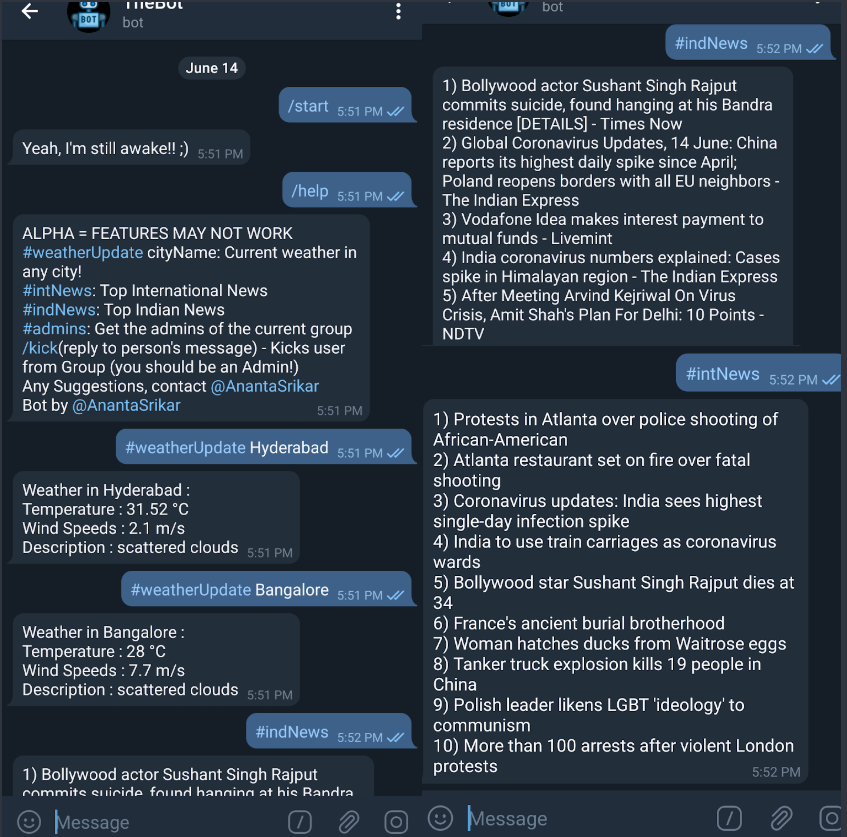 TheBot
bot
June 14
/start 5:51 PM
Yeah, I'm still awake!! ;) 5:51 PM
/help 5:51 PM
ALPHA = FEATURES MAY NOT WORK
#weatherUpdate cityName: Current weather in
any city!
#intNews: Top International News
#indNews: Top Indian News
#admins: Get the admins of the current group
/kick(reply to person's message) - Kicks user
from Group (you should be an Admin!)
Any Suggestions, contact @AnantaSrikar
Bot by @AnantaSrikar
5:51 PM
#weatherUpdate Hyderabad 5:51 PM
Weather in Hyderabad :
Temperature : 31.52 °C
Wind Speeds : 2.1 m/s
Description : scattered clouds 5:51 PM
#weatherUpdate Bangalore 5:51 PM
Weather in Bangalore :
Temperature : 28 °C
Wind Speeds : 7.7 m/s
Description : scattered clouds 5:51 PM
#indNews 5:52 PM
1) Bollywood actor Sushant Singh Rajput
commits suicide, found hanging at his Bandra
Message
bot
#indNews 5:52 PM
1) Bollywood actor Sushant Singh Rajput
commits suicide, found hanging at his Bandra
residence [DETAILS] - Times Now
2) Global Coronavirus Updates, 14 June: China
reports its highest daily spike since April;
Poland reopens borders with all EU neighbors -
The Indian Express
3) Vodafone Idea makes interest payment to
mutual funds - Livemint
4) India coronavirus numbers explained: Cases
spike in Himalayan region - The Indian Express
5) After Meeting Arvind Kejriwal On Virus
Crisis, Amit Shah's Plan For Delhi: 10 Points -
NDTV
#intNews 5:52 PM
1) Protests in Atlanta over police shooting of
African-American
2) Atlanta restaurant set on fire over fatal
shooting
3) Coronavirus updates: India sees highest
single-day infection spike
4) India to use train carriages as coronavirus
wards
5) Bollywood star Sushant Singh Rajput dies at
34
6) France's ancient burial brotherhood
7) Woman hatches ducks from Waitrose eggs
8) Tanker truck explosion kills 19 people in
China
9) Polish leader likens LGBT 'ideology' to
communism
10) More than 100 arrests after violent London
protests
5:52 PM
Message